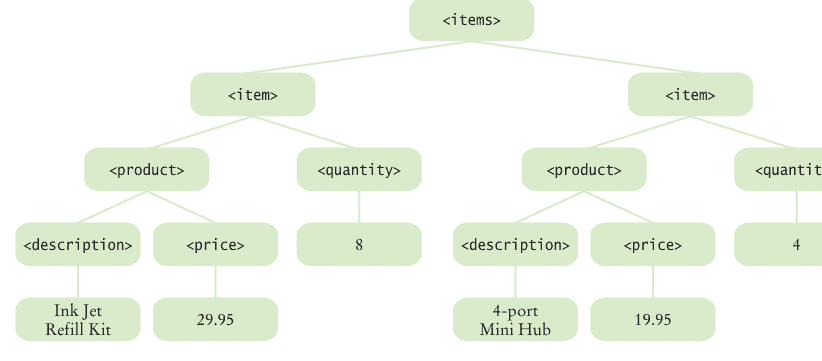 <items>
<item>
<item>
<product>
<quantity>
<product>
<quantit
<description>
<price>
8
<description>
<price>
4
Ink Jet
Refill Kit
29.95
4-port
Mini Hub
19.95